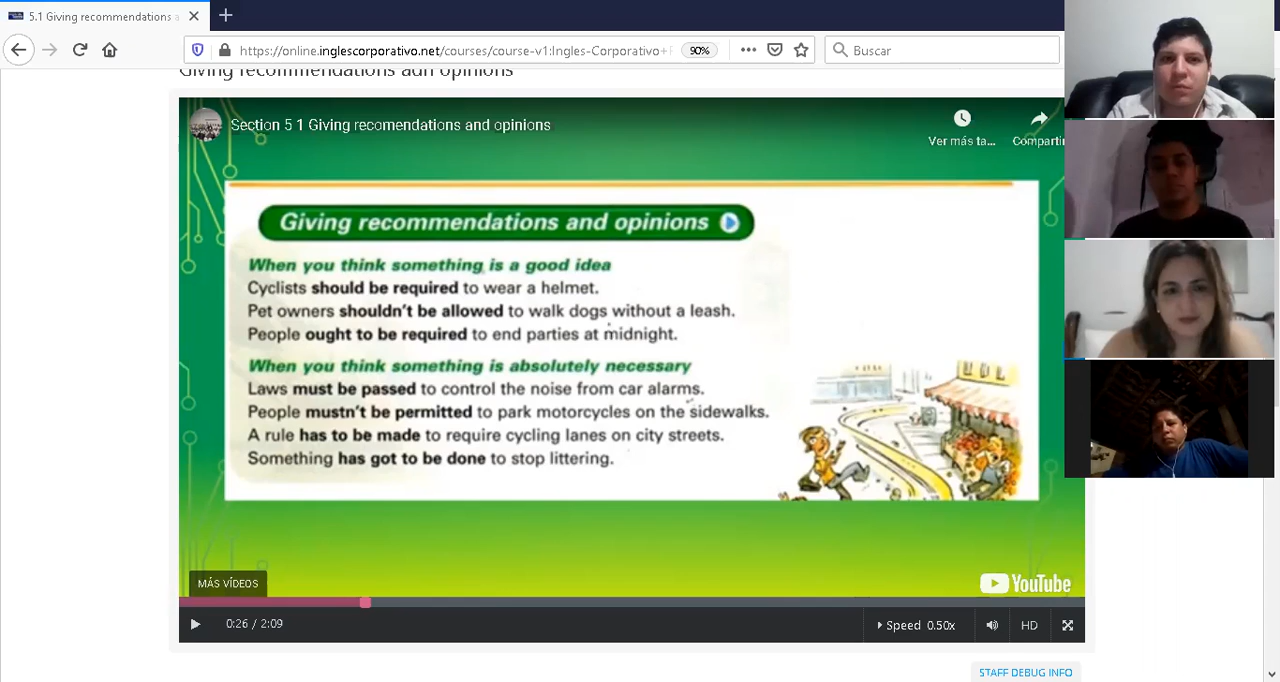 5.1 Giving recommendations a
https://online.inglescorporativo.net/courses/course-v1:Ingles-Corporativo+
90%
Buscar
Giving recommendations adn opinions
Section 5 1 Giving recomendations and opinions
Ver más ta...
Compartir
Giving recommendations and opinions
When you think something is a good idea
Cyclists should be required to wear a helmet.
Pet owners shouldn't be allowed to walk dogs without a leash.
People ought to be required to end parties at midnight.
When you think something is absolutely necessary
Laws must be passed to control the noise from car alarms.
People mustn't be permitted to park motorcycles on the sidewalks.
A rule has to be made to require cycling lanes on city streets.
Something has got to be done to stop littering.
MÁS VÍDEOS
YouTube
0:26 / 2:09
Speed 0.50x
HD
STAFF DEBUG INFO